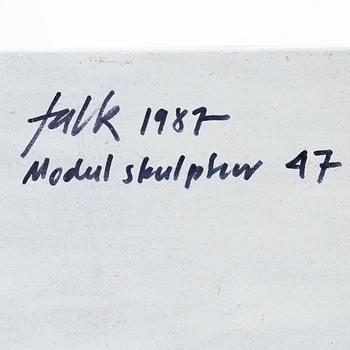 falk 1987
Modul skulptur 47